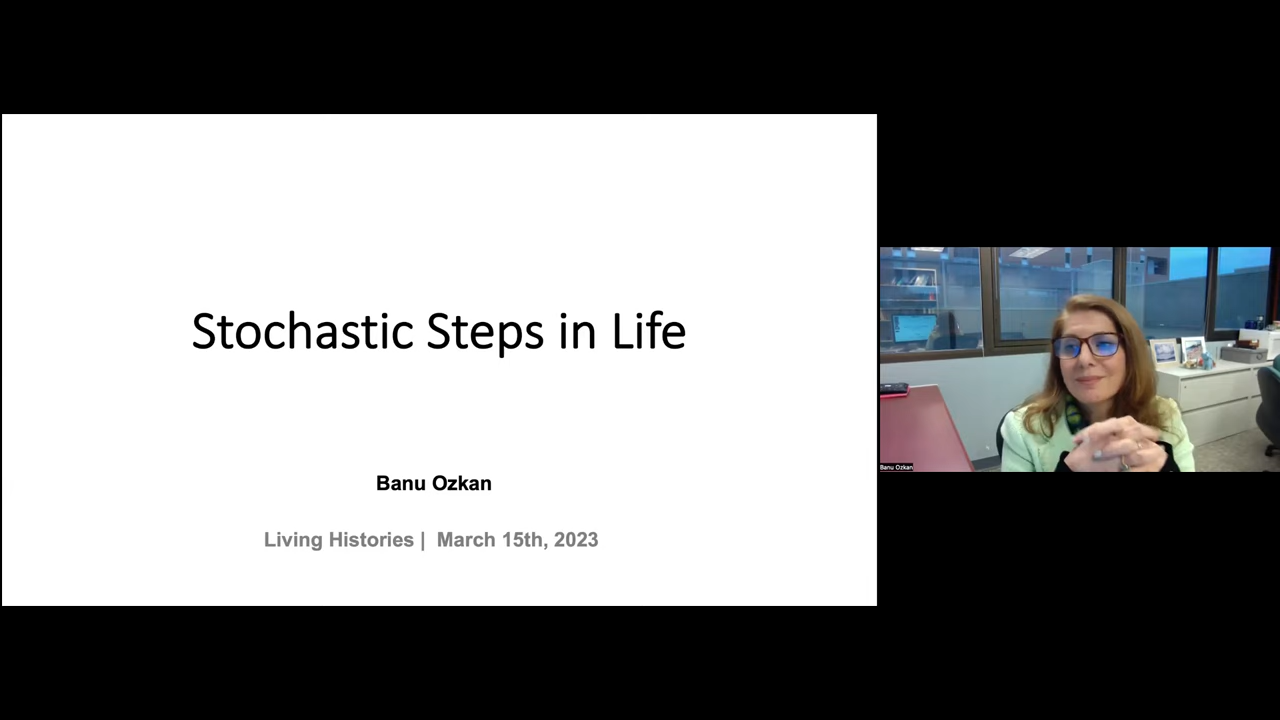 Stochastic Steps in Life
Banu Ozkan
Living Histories | March 15th, 2023
Banu Ozkan